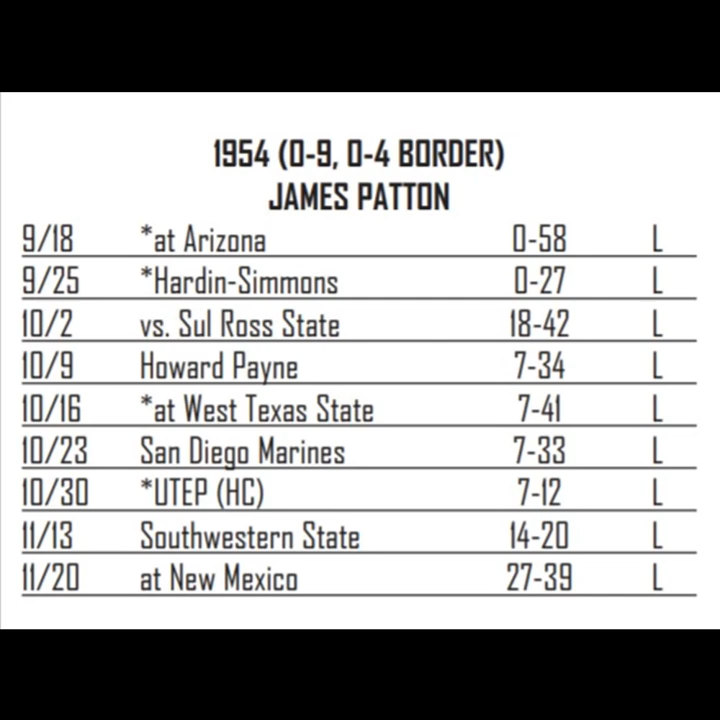 1954 (0-9, 0-4 BORDER)
JAMES PATTON
9/18 *at Arizona 0-58 L
9/25 *Hardin-Simmons 0-27 L
10/2 vs. Sul Ross State 18-42 L
10/9 Howard Payne 7-34 L
10/16 *at West Texas State 7-41 L
10/23 San Diego Marines 7-33 L
10/30 *UTEP (HC) 7-12 L
11/13 Southwestern State 14-20 L
11/20 at New Mexico 27-39 L